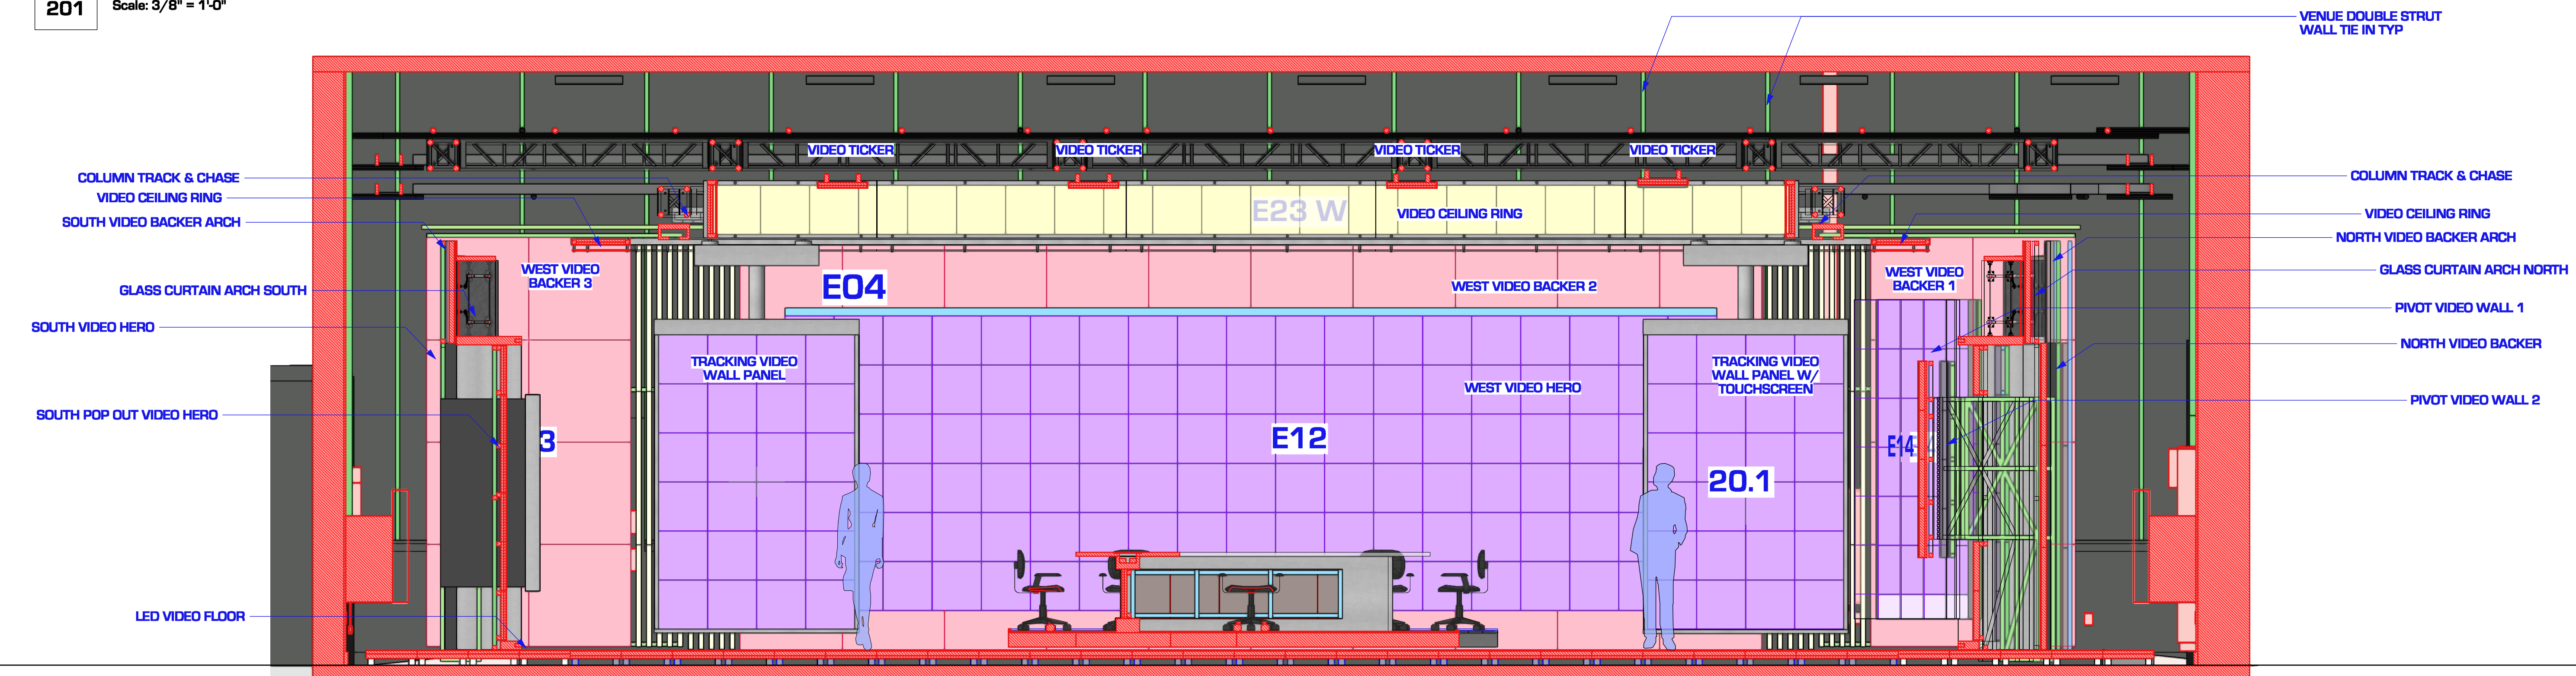 201
Scale: 3/8" = 1'-0"
VENUE DOUBLE STRUT
WALL TIE IN TYP
VIDEO TICKER
VIDEO TICKER
VIDEO TICKER
VIDEO TICKER
COLUMN TRACK & CHASE
VIDEO CEILING RING
SOUTH VIDEO BACKER ARCH
GLASS CURTAIN ARCH SOUTH
SOUTH VIDEO HERO
SOUTH POP OUT VIDEO HERO
LED VIDEO FLOOR
E23 W
VIDEO CEILING RING
WEST VIDEO
BACKER 3
E04
WEST VIDEO BACKER 2
WEST VIDEO
BACKER 1
TRACKING VIDEO
WALL PANEL
WEST VIDEO HERO
TRACKING VIDEO
WALL PANEL W/
TOUCHSCREEN
3
E12
20.1
E14
COLUMN TRACK & CHASE
VIDEO CEILING RING
NORTH VIDEO BACKER ARCH
GLASS CURTAIN ARCH NORTH
PIVOT VIDEO WALL 1
NORTH VIDEO BACKER
PIVOT VIDEO WALL 2